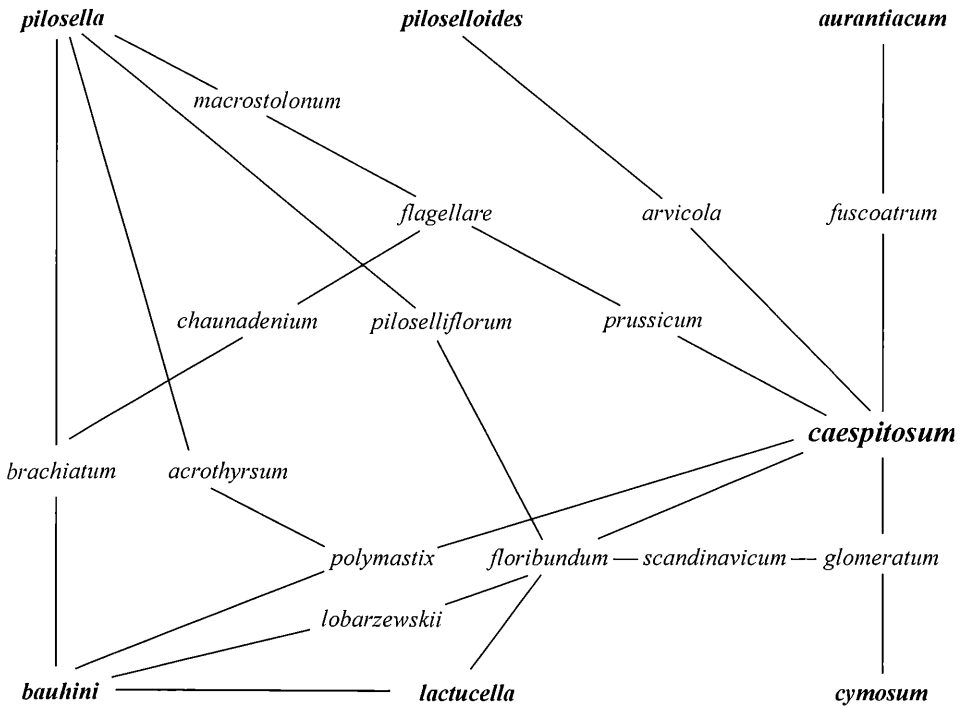 pilosella piloselloides aurantiacum
macrostolonum
flagellare arvicola fuscoatrum
chaunadenium piloselliflorum prussicum
caespitosum
brachiatum acrothyrsum
polymastix floribundum scandinavicum glomeratum
lobarzewskii
bauhini lactucella cymosum